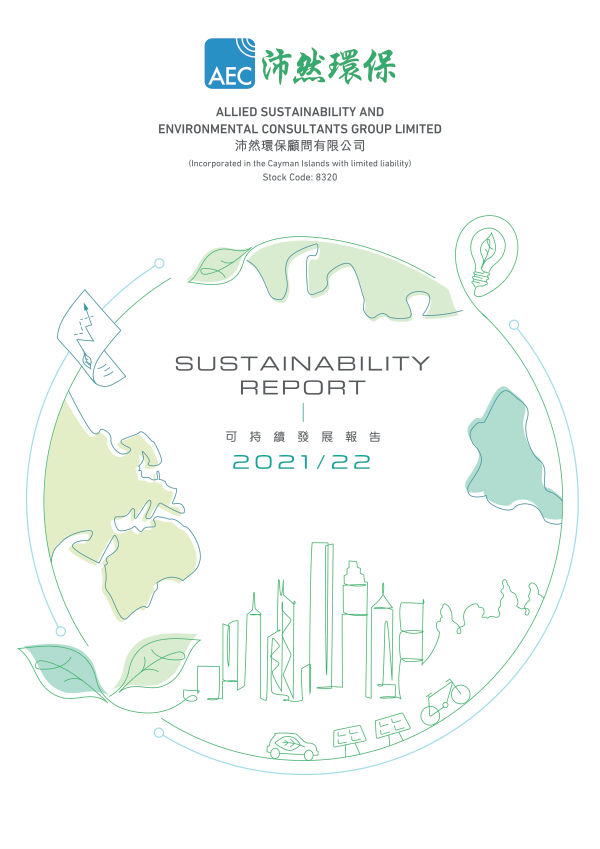 AEC 沛然環保
ALLIED SUSTAINABILITY AND
ENVIRONMENTAL CONSULTANTS GROUP LIMITED
沛然環保顧問有限公司
(Incorporated in the Cayman Islands with limited liability)
Stock Code: 8320
SUSTAINABILITY
REPORT
可持續發展報告
2021/22